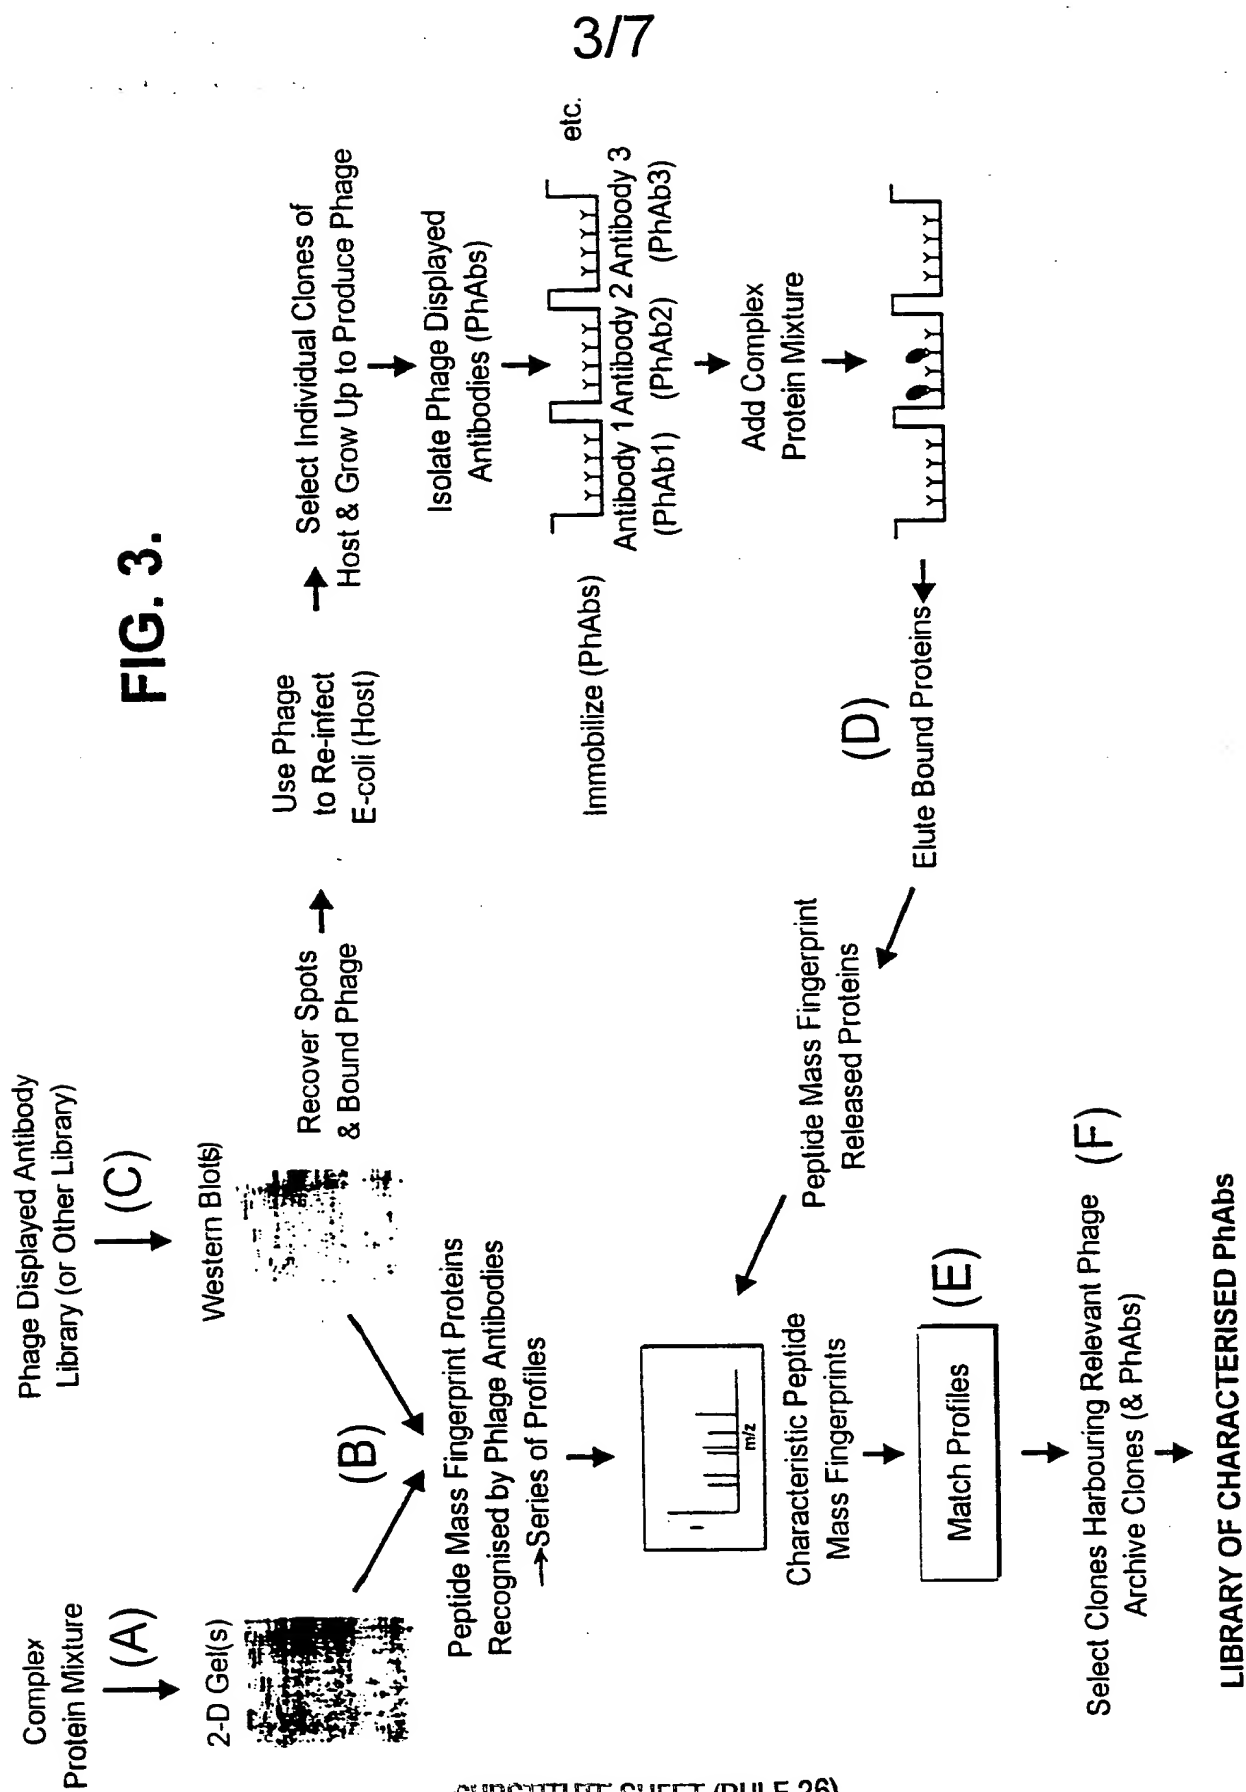 3/7
FIG. 3.
Complex
Protein Mixture
(A)
2-D Gel(s)
Phage Displayed Antibody
Library (or Other Library)
(C)
Western Blot(s)
Recover Spots
& Bound Phage
Use Phage
to Re-infect
E-coli (Host)
Select Individual Clones of
Host & Grow Up to Produce Phage
Isolate Phage Displayed
Antibodies (PhAbs)
Immobilize (PhAbs)
etc.
Antibody 1 Antibody 2 Antibody 3
(PhAb1) (PhAb2) (PhAb3)
Add Complex
Protein Mixture
(D)
Elute Bound Proteins
Peptide Mass Fingerprint
Released Proteins
(B)
Peptide Mass Fingerprint Proteins
Recognised by Phlage Antibodies
→Series of Profiles
m/z
Characteristic Peptide
Mass Fingerprints
Match Profiles
(E)
Select Clones Harbouring Relevant Phage
Archive Clones (& PhAbs)
(F)
LIBRARY OF CHARACTERISED PhAbs
SUBSTITUTE SHEET (RULE 26)